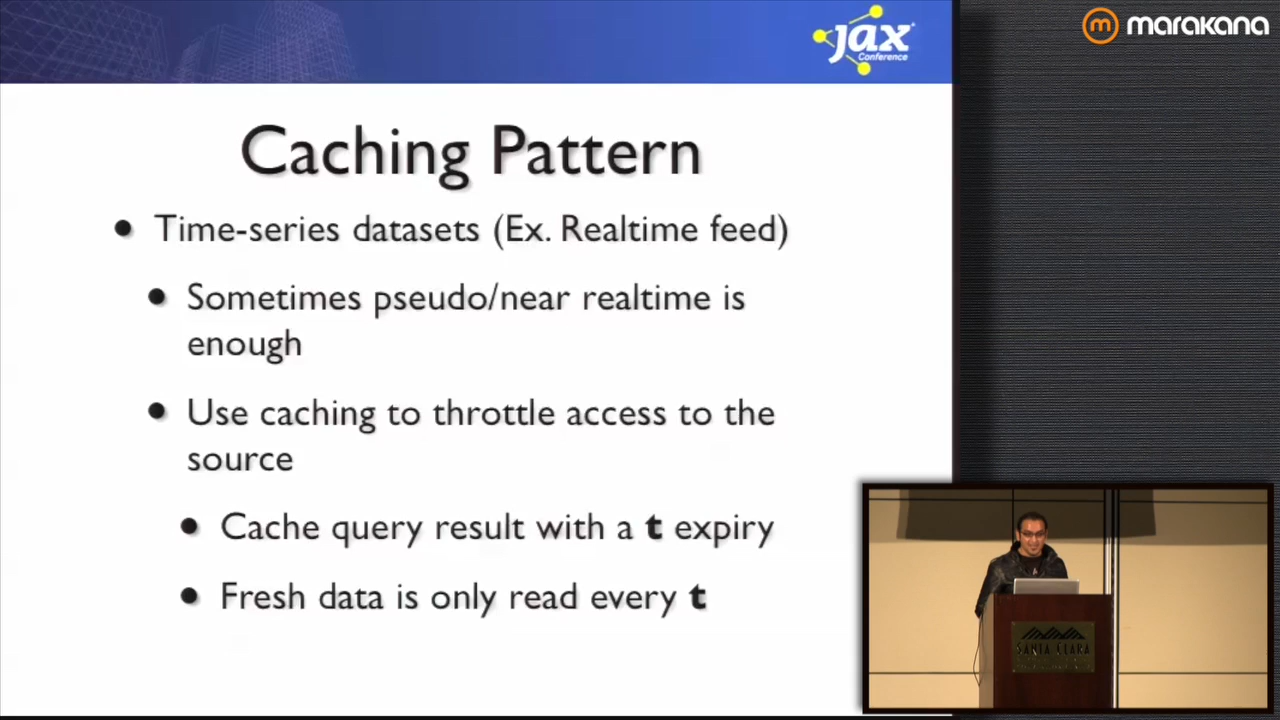 jax
Conference
marakana
Caching Pattern
Time-series datasets (Ex. Realtime feed)
Sometimes pseudo/near realtime is
enough
Use caching to throttle access to the
source
Cache query result with a t expiry
Fresh data is only read every t
SANTA CLARA